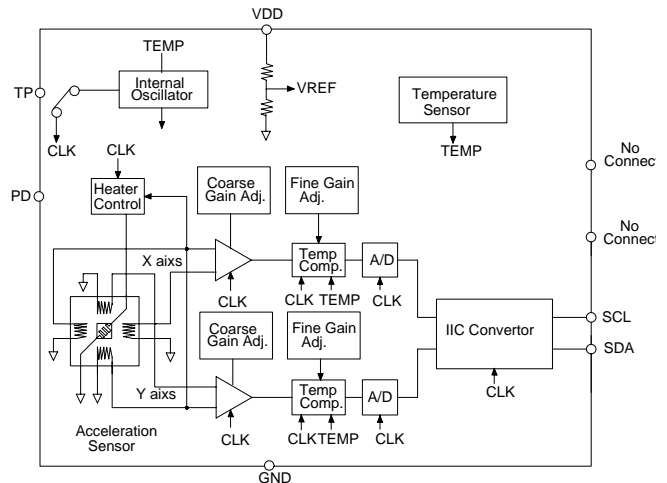 VDD
TEMP
TP
Internal
Oscillator
VREF
Temperature
Sensor
CLK
TEMP
No
Connect
CLK
PD
Heater
Control
Coarse
Gain Adj.
Fine Gain
Adj.
No
Connect
X aixs
Temp
Comp.
A/D
CLK
CLK
TEMP
CLK
IIC Convertor
SCL
SDA
Coarse
Gain Adj.
Fine Gain
Adj.
CLK
Y aixs
Temp
Comp.
A/D
Acceleration
Sensor
CLK
CLK
TEMP
CLK
GND